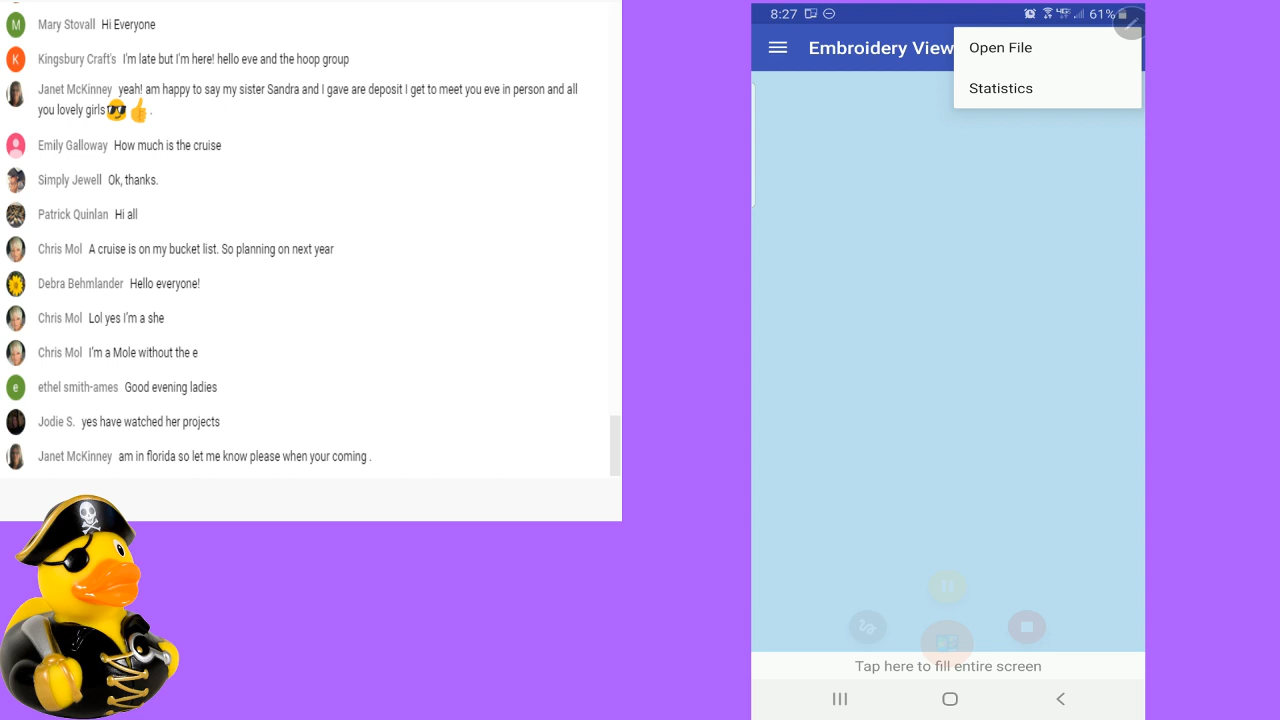 M Mary Stovall Hi Everyone
K Kingsbury Craft's I'm late but I'm here! hello eve and the hoop group
Janet McKinney yeah! am happy to say my sister Sandra and I gave are deposit I get to meet you eve in person and all
you lovely girls😎👍 .
Emily Galloway How much is the cruise
Simply Jewell Ok, thanks.
Patrick Quinlan Hi all
Chris Mol A cruise is on my bucket list. So planning on next year
Debra Behmlander Hello everyone!
Chris Mol Lol yes I'm a she
Chris Mol I'm a Mole without the e
e ethel smith-ames Good evening ladies
Jodie S. yes have watched her projects
Janet McKinney am in florida so let me know please when your coming .
8:27 61%
Embroidery View
Open File
Statistics
Tap here to fill entire screen